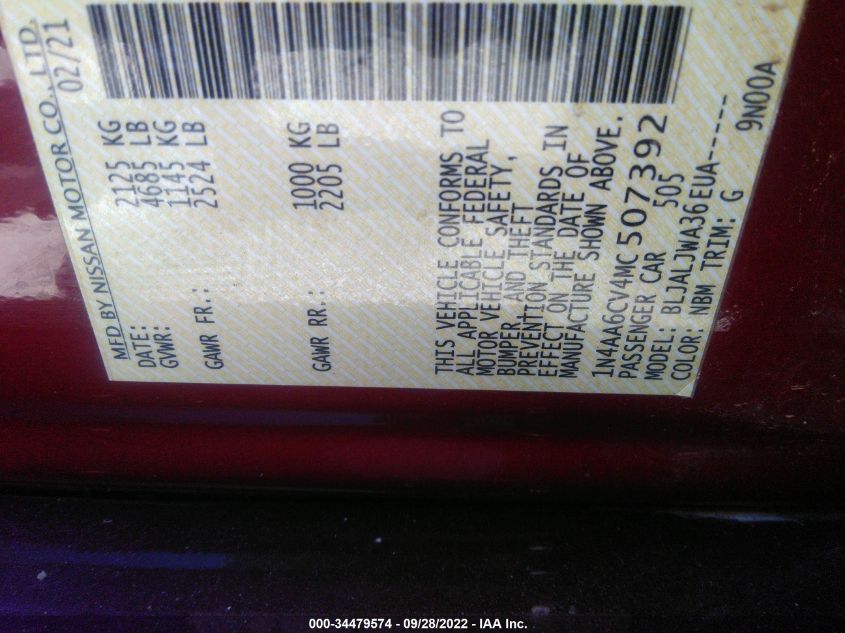 MFD BY NISSAN MOTOR CO., LTD.
DATE: 02/21
GVWR: 2125 KG
4685 LB
GAWR FR.: 1145 KG
2524 LB
GAWR RR.: 1000 KG
2205 LB
THIS VEHICLE CONFORMS TO
ALL APPLICABLE FEDERAL
MOTOR VEHICLE SAFETY,
BUMPER, AND THEFT
PREVENTION STANDARDS IN
EFFECT ON THE DATE OF
MANUFACTURE SHOWN ABOVE.
1N4AA6CV4MC507392
PASSENGER CAR 505
MODEL: BLJALJWA36EUA------
COLOR: NBM TRIM: G 9N00A
000-34479574 - 09/28/2022 - IAA Inc.